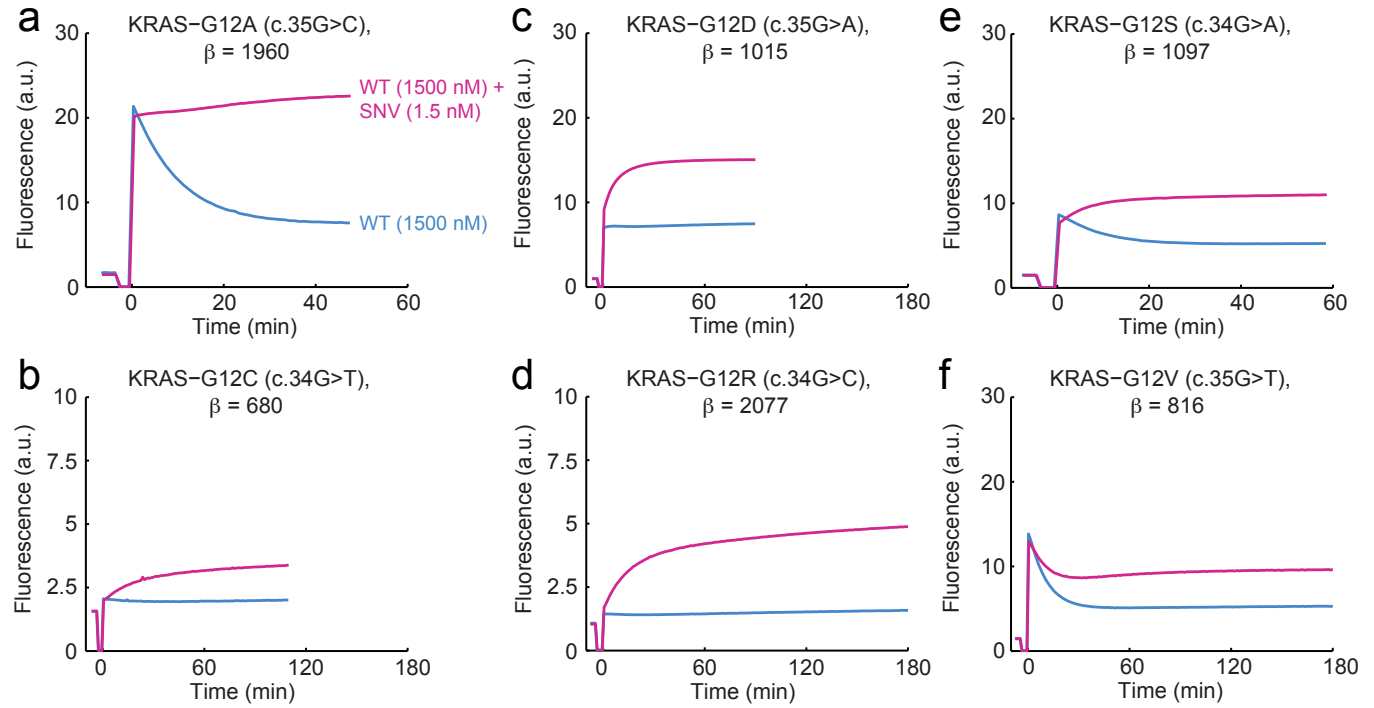 a
KRAS−G12A (c.35G>C),
β = 1960
30
20
10
0
Fluorescence (a.u.)
WT (1500 nM) +
SNV (1.5 nM)
WT (1500 nM)
0
20
40
60
Time (min)
c
KRAS−G12D (c.35G>A),
β = 1015
30
20
10
0
Fluorescence (a.u.)
0
60
120
180
Time (min)
e
KRAS−G12S (c.34G>A),
β = 1097
30
20
10
0
Fluorescence (a.u.)
0
20
40
60
Time (min)
b
KRAS−G12C (c.34G>T),
β = 680
10
7.5
5
2.5
0
Fluorescence (a.u.)
0
60
120
180
Time (min)
d
KRAS−G12R (c.34G>C),
β = 2077
10
7.5
5
2.5
0
Fluorescence (a.u.)
0
60
120
180
Time (min)
f
KRAS−G12V (c.35G>T),
β = 816
30
20
10
0
Fluorescence (a.u.)
0
60
120
180
Time (min)